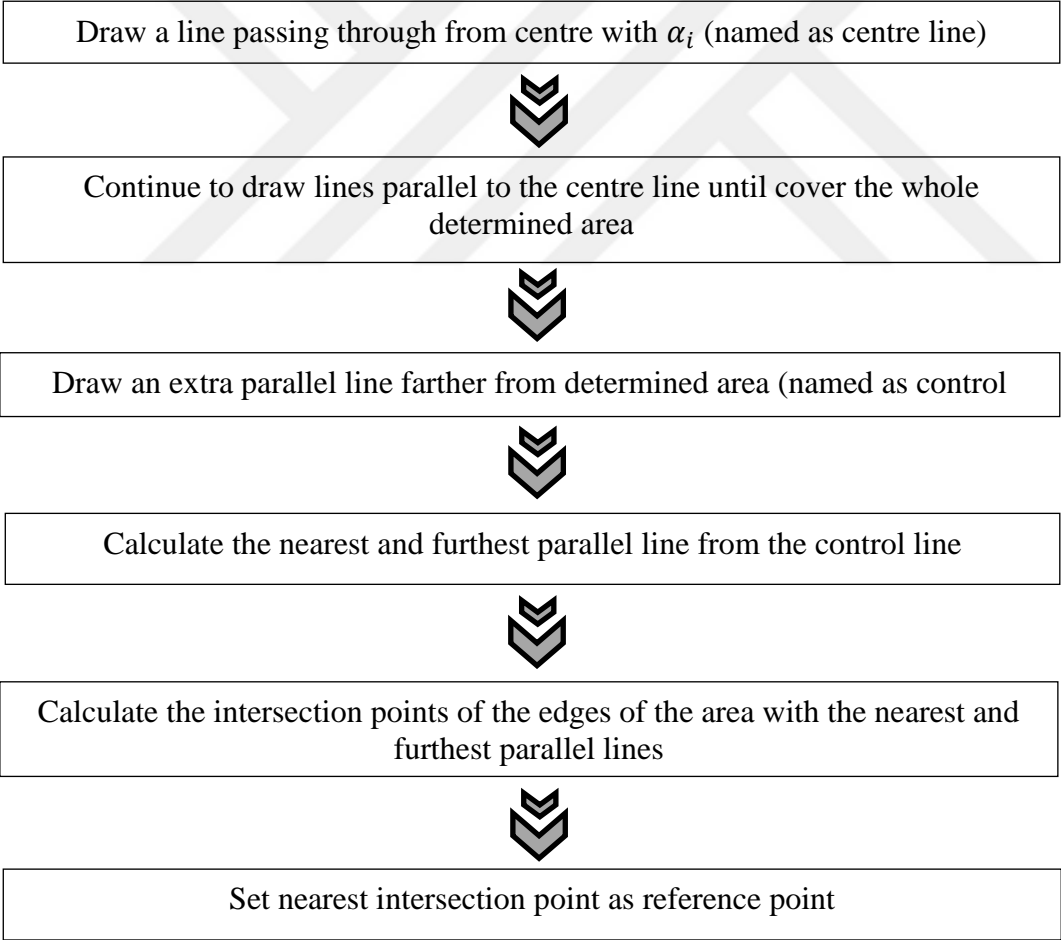 Draw a line passing through from centre with 𝛼𝑖 (named as centre line)
Continue to draw lines parallel to the centre line until cover the whole
determined area
Draw an extra parallel line farther from determined area (named as control
Calculate the nearest and furthest parallel line from the control line
Calculate the intersection points of the edges of the area with the nearest and
furthest parallel lines
Set nearest intersection point as reference point